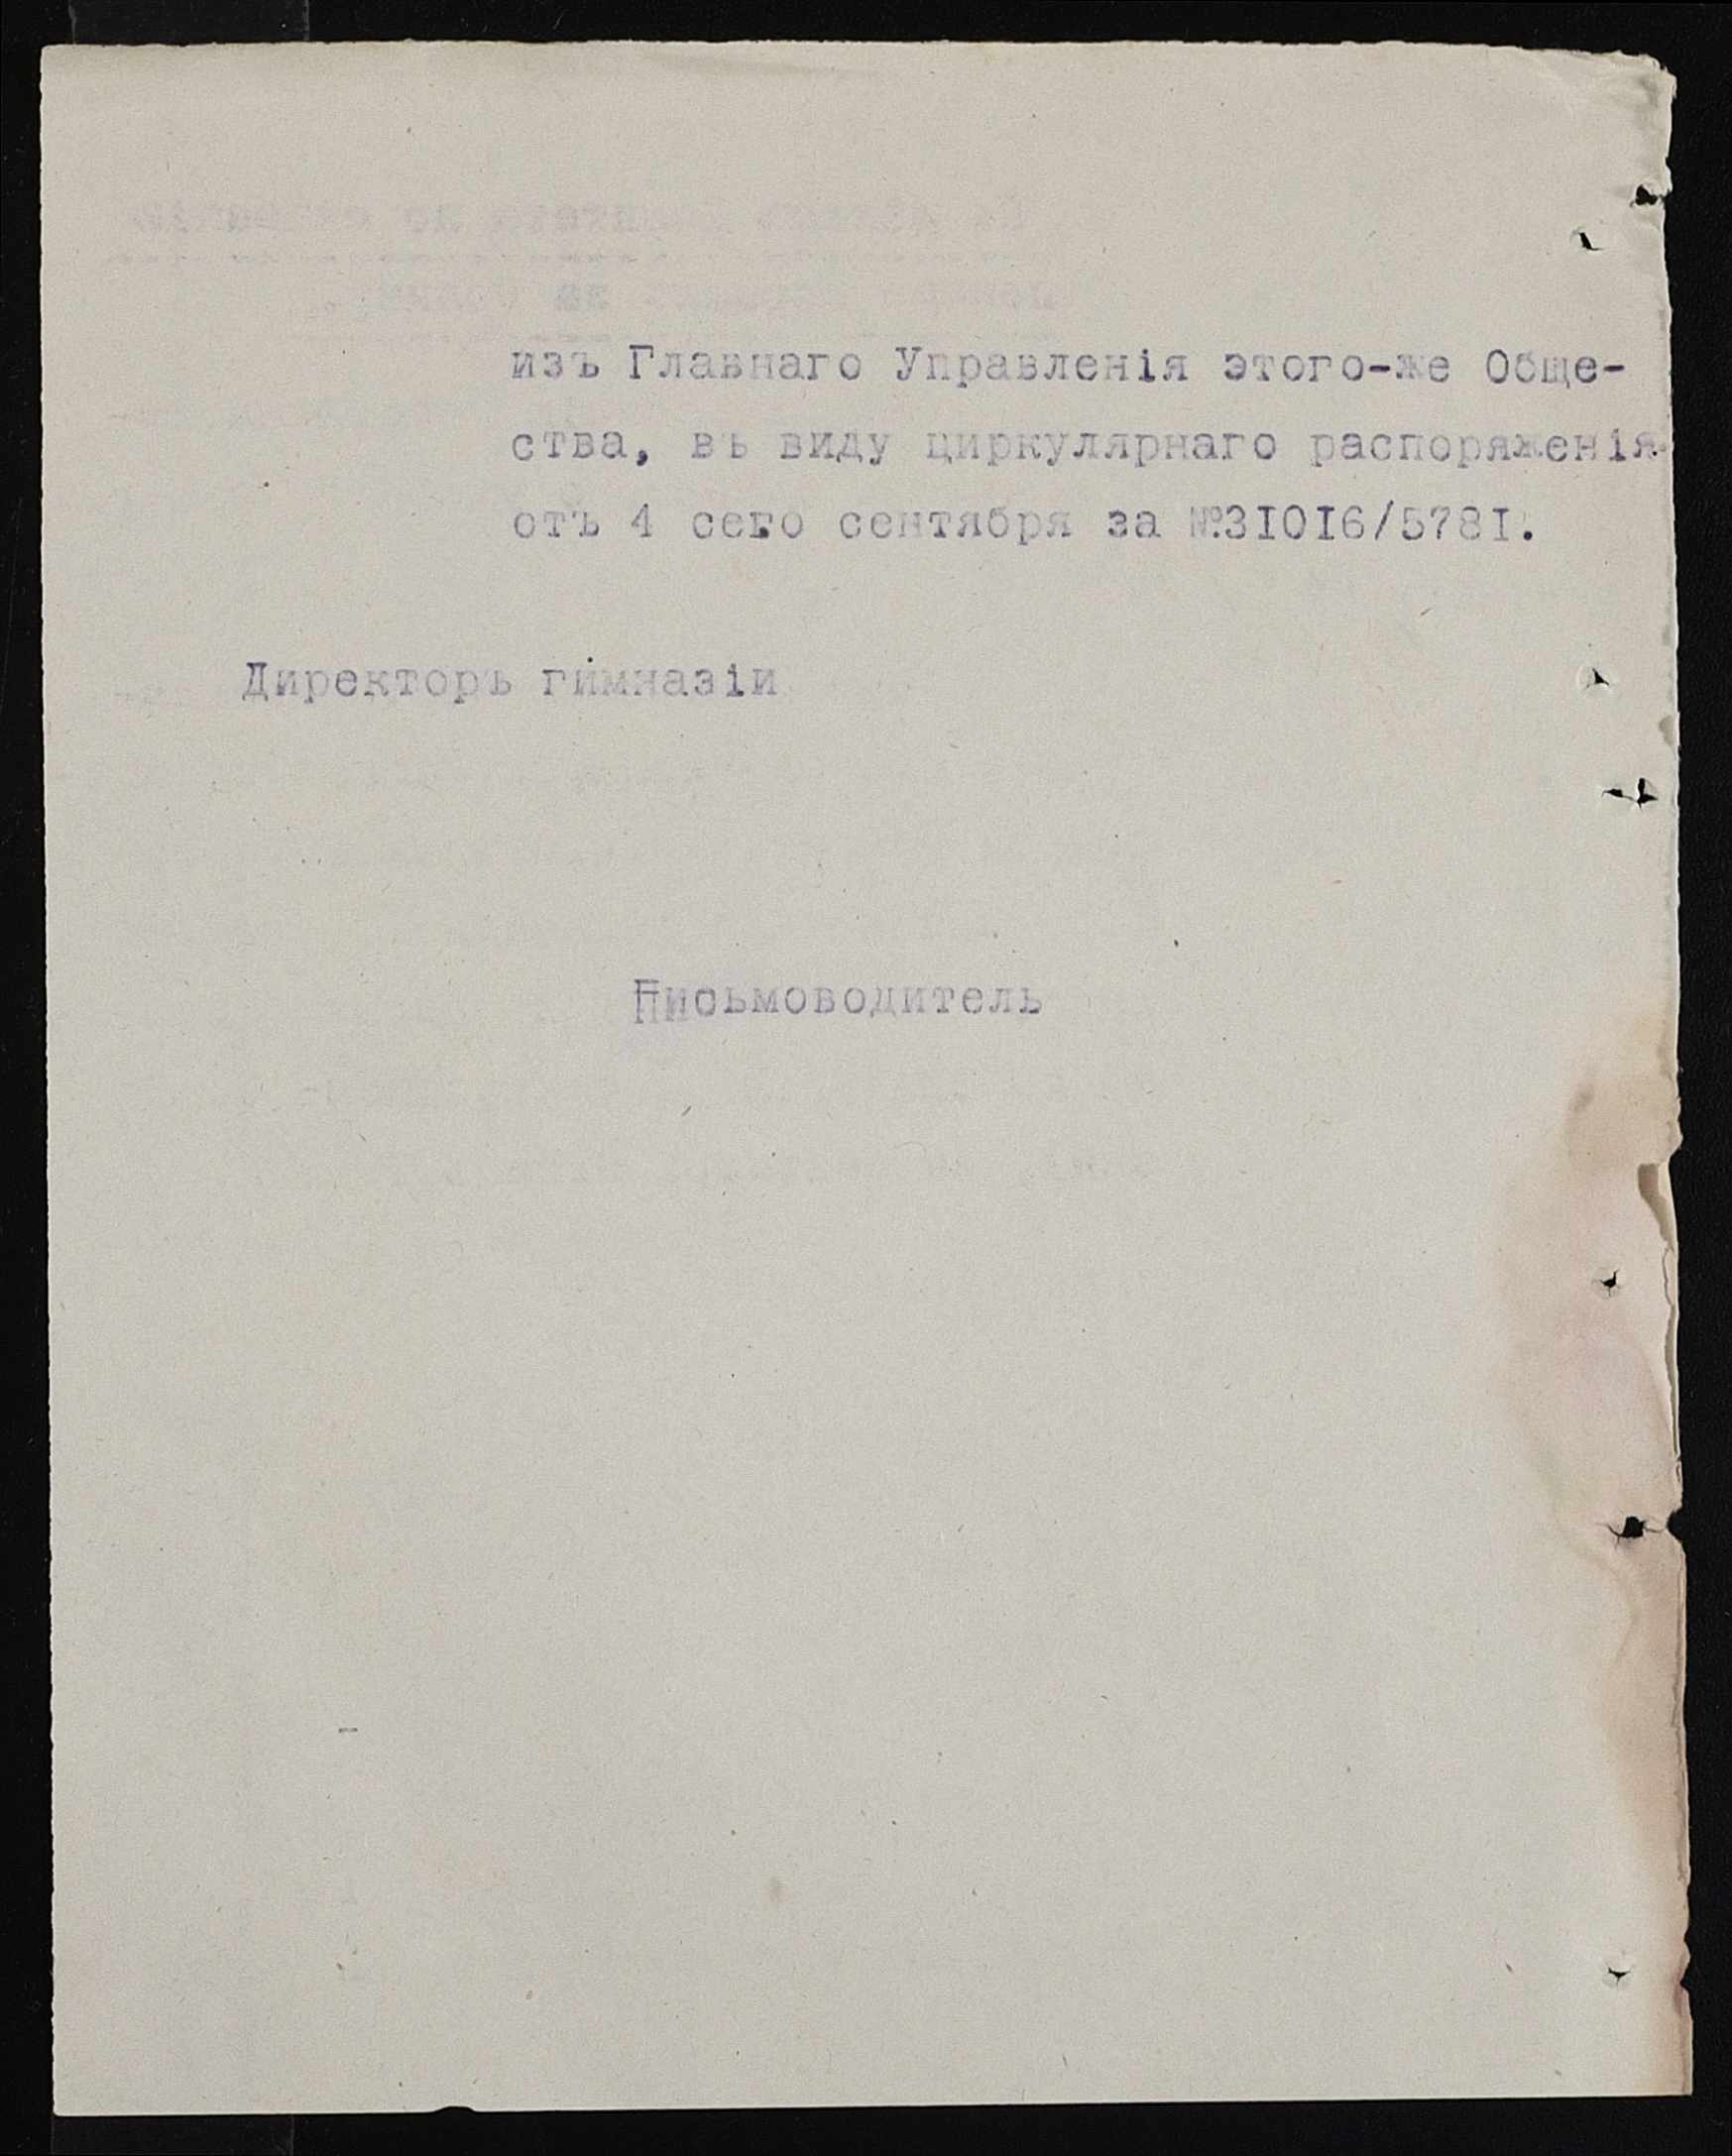 изъ Главнаго Управленія этого-же Обще-
ства, въ виду циркулярнаго распоряженія
отъ 4 сего сентября за №31016/5781.
Директоръ гимназіи
Письмоводитель